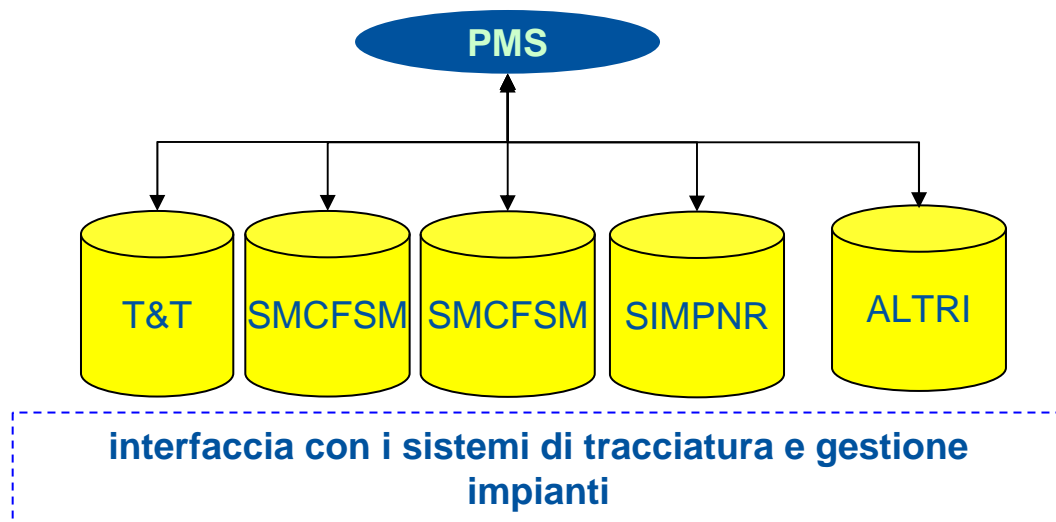 PMS
T&T
SMCFSM
SMCFSM
SIMPNR
ALTRI
interfaccia con i sistemi di tracciatura e gestione
impianti